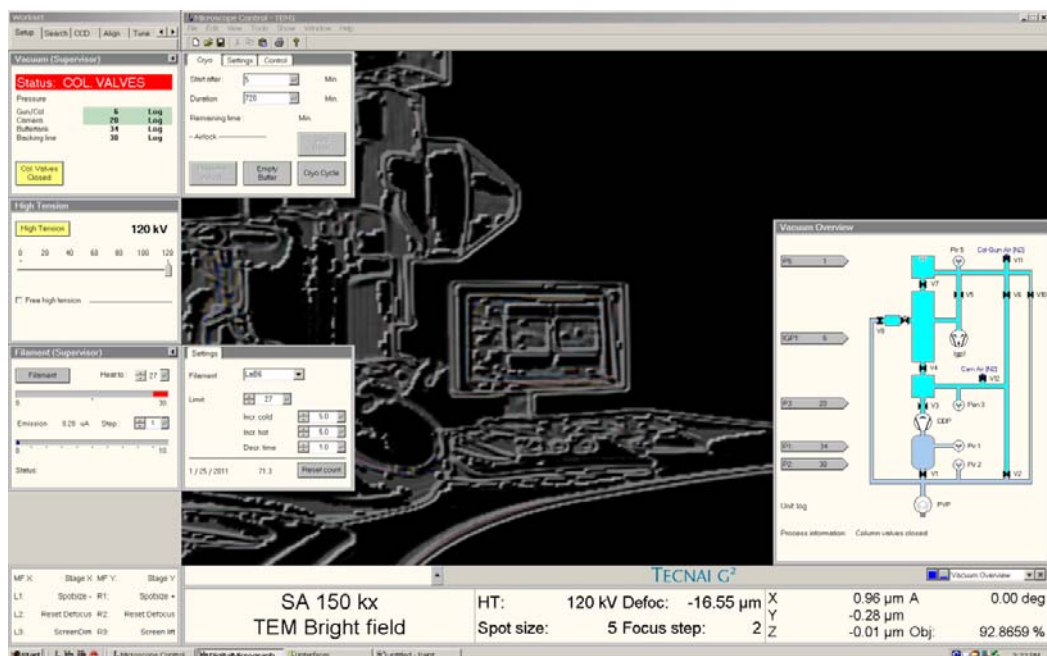 Workset
Microscope Control - TEM1
File Edit View Tools Show Window Help
Setup Search CCD Align Tune
Vacuum (Supervisor)
Status: COL. VALVES
Pressure
Gun/Col 6 Log
Camera 20 Log
Buffertank 34 Log
Backing line 30 Log
Col. Valves
Closed
Cryo Settings Control
Start after: 5 Min.
Duration 720 Min.
Remaining time: Min.
Airlock
Empty
Buffer
Cryo Cycle
High Tension
High Tension 120 kV
0 20 40 60 80 100 120
Free high tension
Filament (Supervisor)
Filament Heat to: 27
0 30
Emission uA Step: 1
0 10
Status:
Settings
Filament LaB6
Limit 27
Incr. cold 5.0
Incr. hot 5.0
Decr. time 1.0
1 / 25 / 2011 71.3 Reset count
Vacuum Overview
P5 1
IGP1 6
P3 20
P1 34
P2 30
Pir 5
Col-Gun Air [N2]
V11
V7
V5 V6 V10
V8
V4
Cam Air [N2]
V12
V3
Pen 3
ODP
Pir 1
Pir 2
V1
V2
PVP
Unit log
Process information: Column valves closed
MF X: Stage X MF Y: Stage Y
L1: Spotsize - R1: Spotsize +
L2: Reset Defocus R2: Reset Defocus
L3: ScreenDim R3: Screen lift
TECNAI G²
Vacuum Overview
SA 150 kx
TEM Bright field
HT: 120 kV Defoc: -16.55 µm
Spot size: 5 Focus step: 2
X 0.96 µm A 0.00 deg
Y -0.28 µm
Z -0.01 µm Obj: 92.8659 %
Start Microscope Control DigitalMicrograph untitled - Paint